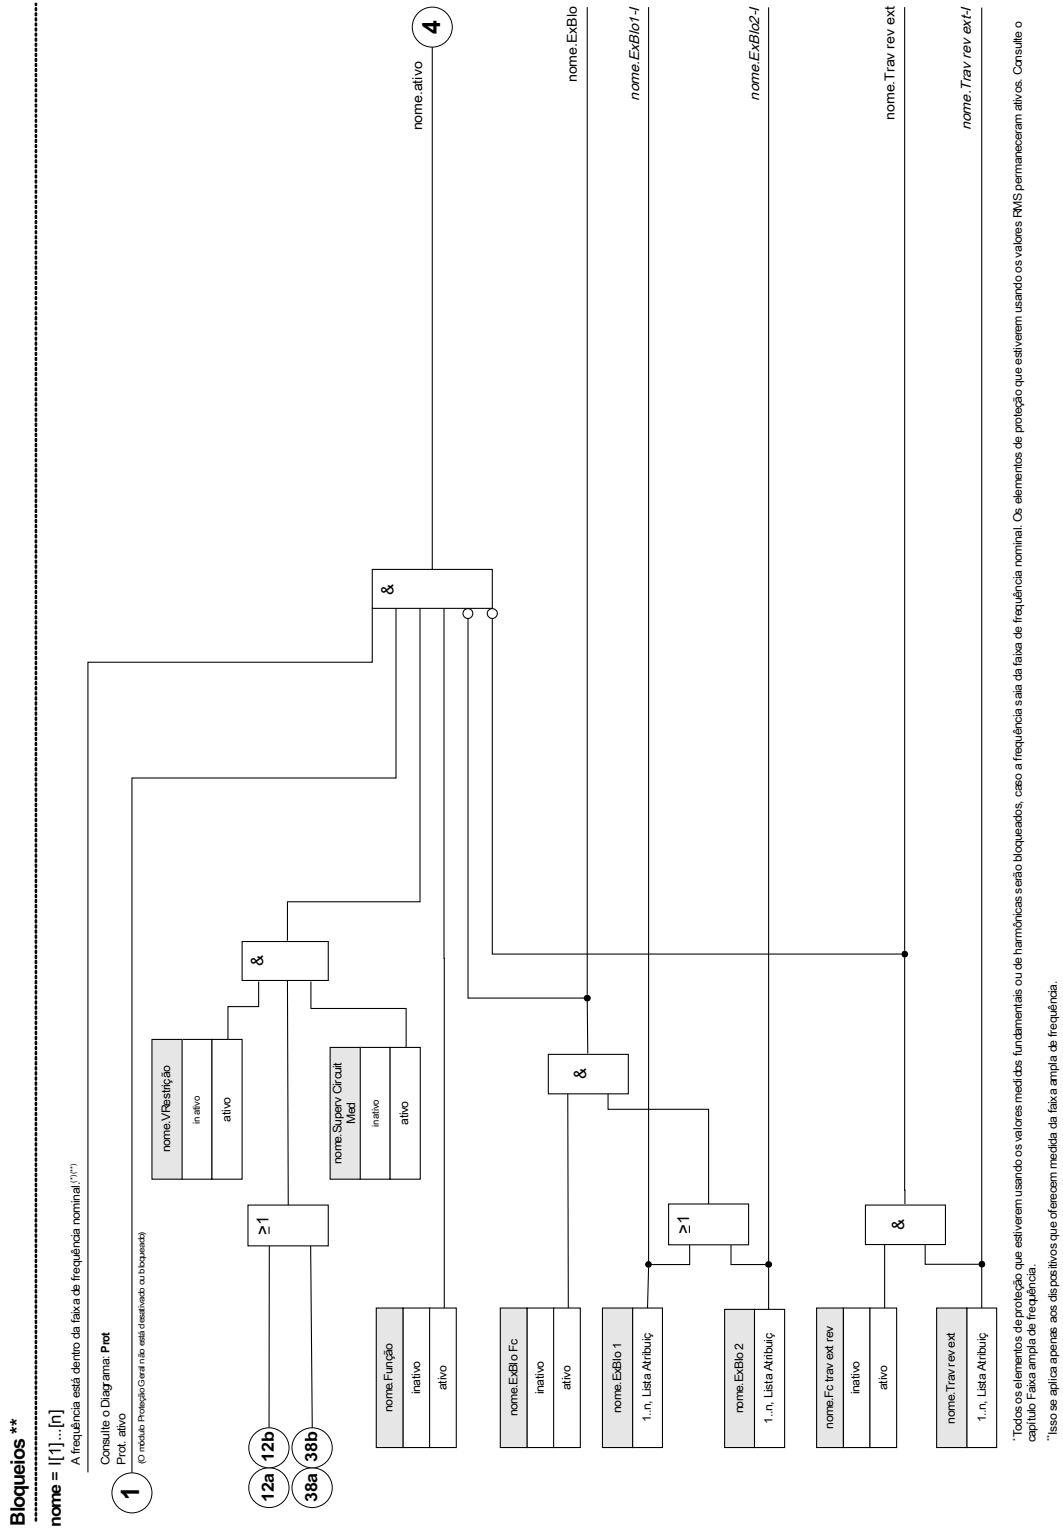 Bloqueios **
nome = I[1]...[n]
A frequência está dentro da faixa de frequência nominal.(*)(**)
Consulte o Diagrama: Prot
1
Prot. ativo
(O módulo Proteção Geral não está desativado ou bloqueado)
nome.VRestrição
inativo
ativo
12a
12b
38a
38b
≥1
&
nome.Superv Circuit
Med
inativo
ativo
nome.Função
inativo
ativo
&
nome.ativo
4
nome.ExBlo Fc
inativo
ativo
&
nome.ExBlo
nome.ExBlo 1
1..n, Lista Atribuiç
nome.ExBlo1-I
≥1
nome.ExBlo 2
1..n, Lista Atribuiç
nome.ExBlo2-I
nome.Fc trav ext rev
inativo
ativo
&
nome.Trav rev ext
nome.Trav rev ext
1..n, Lista Atribuiç
nome.Trav rev ext-I
*Todos os elementos de proteção que estiverem usando os valores medidos fundamentais ou de harmônicas serão bloqueados, caso a frequência saia da faixa de frequência nominal. Os elementos de proteção que estiverem usando os valores RMS permaneceram ativos. Consulte o
capítulo Faixa ampla de frequência.
**Isso se aplica apenas aos dispositivos que oferecem medida da faixa ampla de frequência.